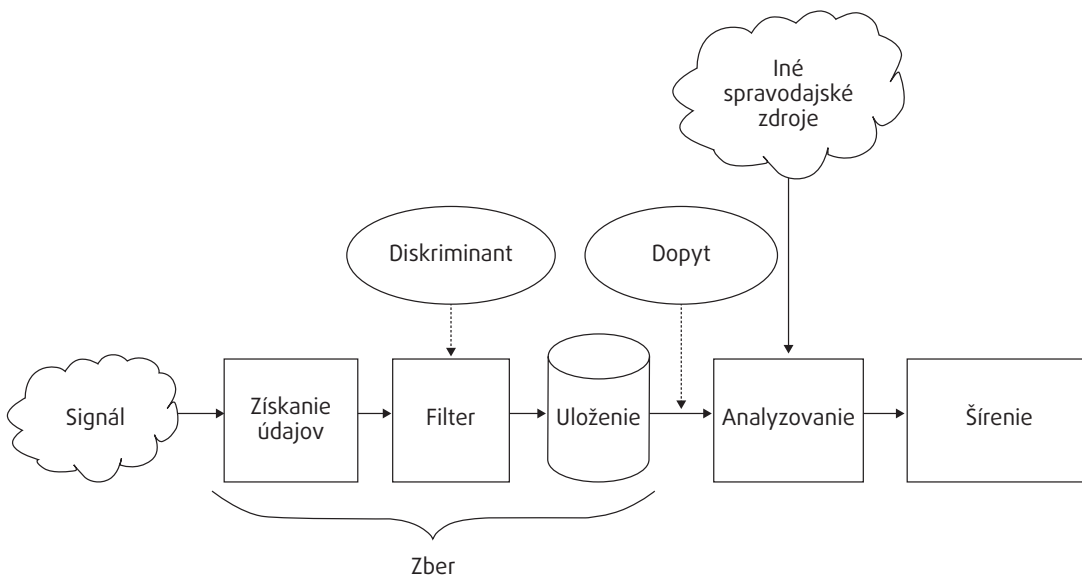 Iné
spravodajské
zdroje
Diskriminant
Dopyt
Signál
Získanie
údajov
Filter
Uloženie
Analyzovanie
Šírenie
Zber